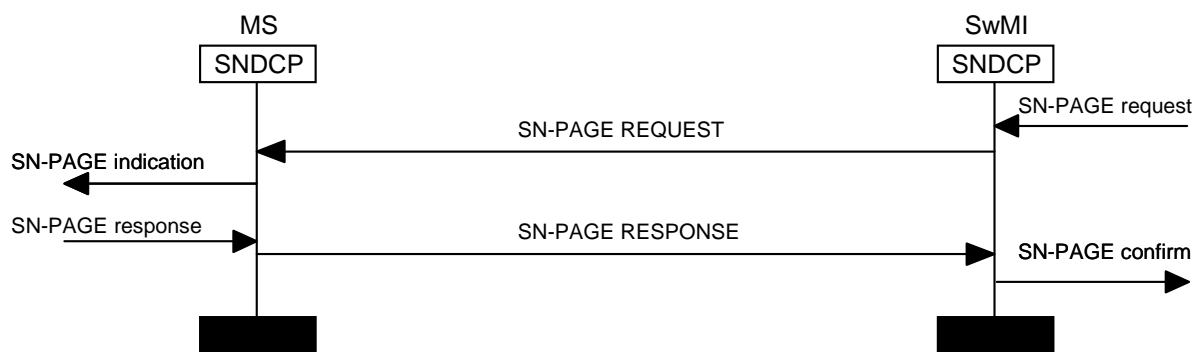 MS
SwMI
SNDCP
SNDCP
SN-PAGE request
SN-PAGE REQUEST
SN-PAGE indication
SN-PAGE response
SN-PAGE RESPONSE
SN-PAGE confirm